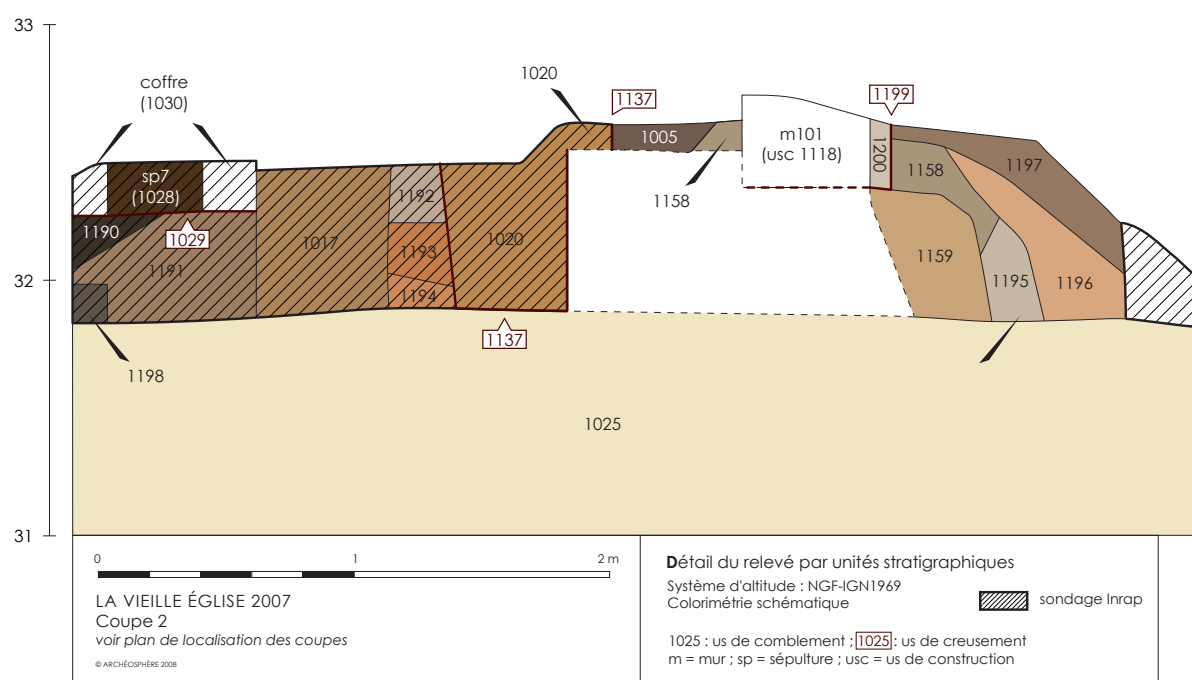 33
1020
coffre
(1030)
1137
1199
1005
m101
(usc 1118)
1200
sp7
(1028)
1158
1197
1192
1158
1190
1029
1017
1020
1193
1159
1191
32
1195
1196
1194
1137
1198
1025
31
0
1
2 m
LA VIEILLE ÉGLISE 2007
Coupe 2
voir plan de localisation des coupes
© ARCHÉOSPHÈRE 2008
Détail du relevé par unités stratigraphiques
Système d'altitude : NGF-IGN1969
Colorimétrie schématique
sondage Inrap
1025 : us de comblement ; 1025 : us de creusement
m = mur ; sp = sépulture ; usc = us de construction